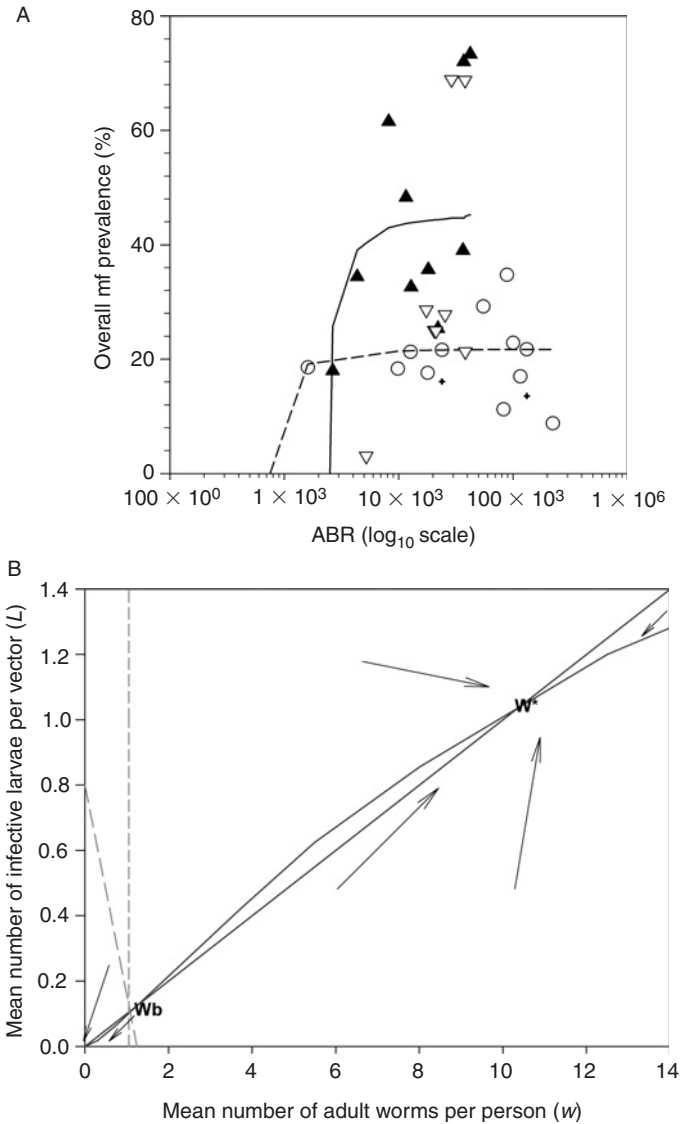 A
80
60
40
20
0
Overall mf prevalence (%)
100 × 10⁰ 1 × 10³ 10 × 10³ 100 × 10³ 1 × 10⁶
ABR (log₁₀ scale)
B
1.4
1.2
1.0
0.8
0.6
0.4
0.2
0.0
Mean number of infective larvae per vector (L)
W*
Wb
0 2 4 6 8 10 12 14
Mean number of adult worms per person (w)